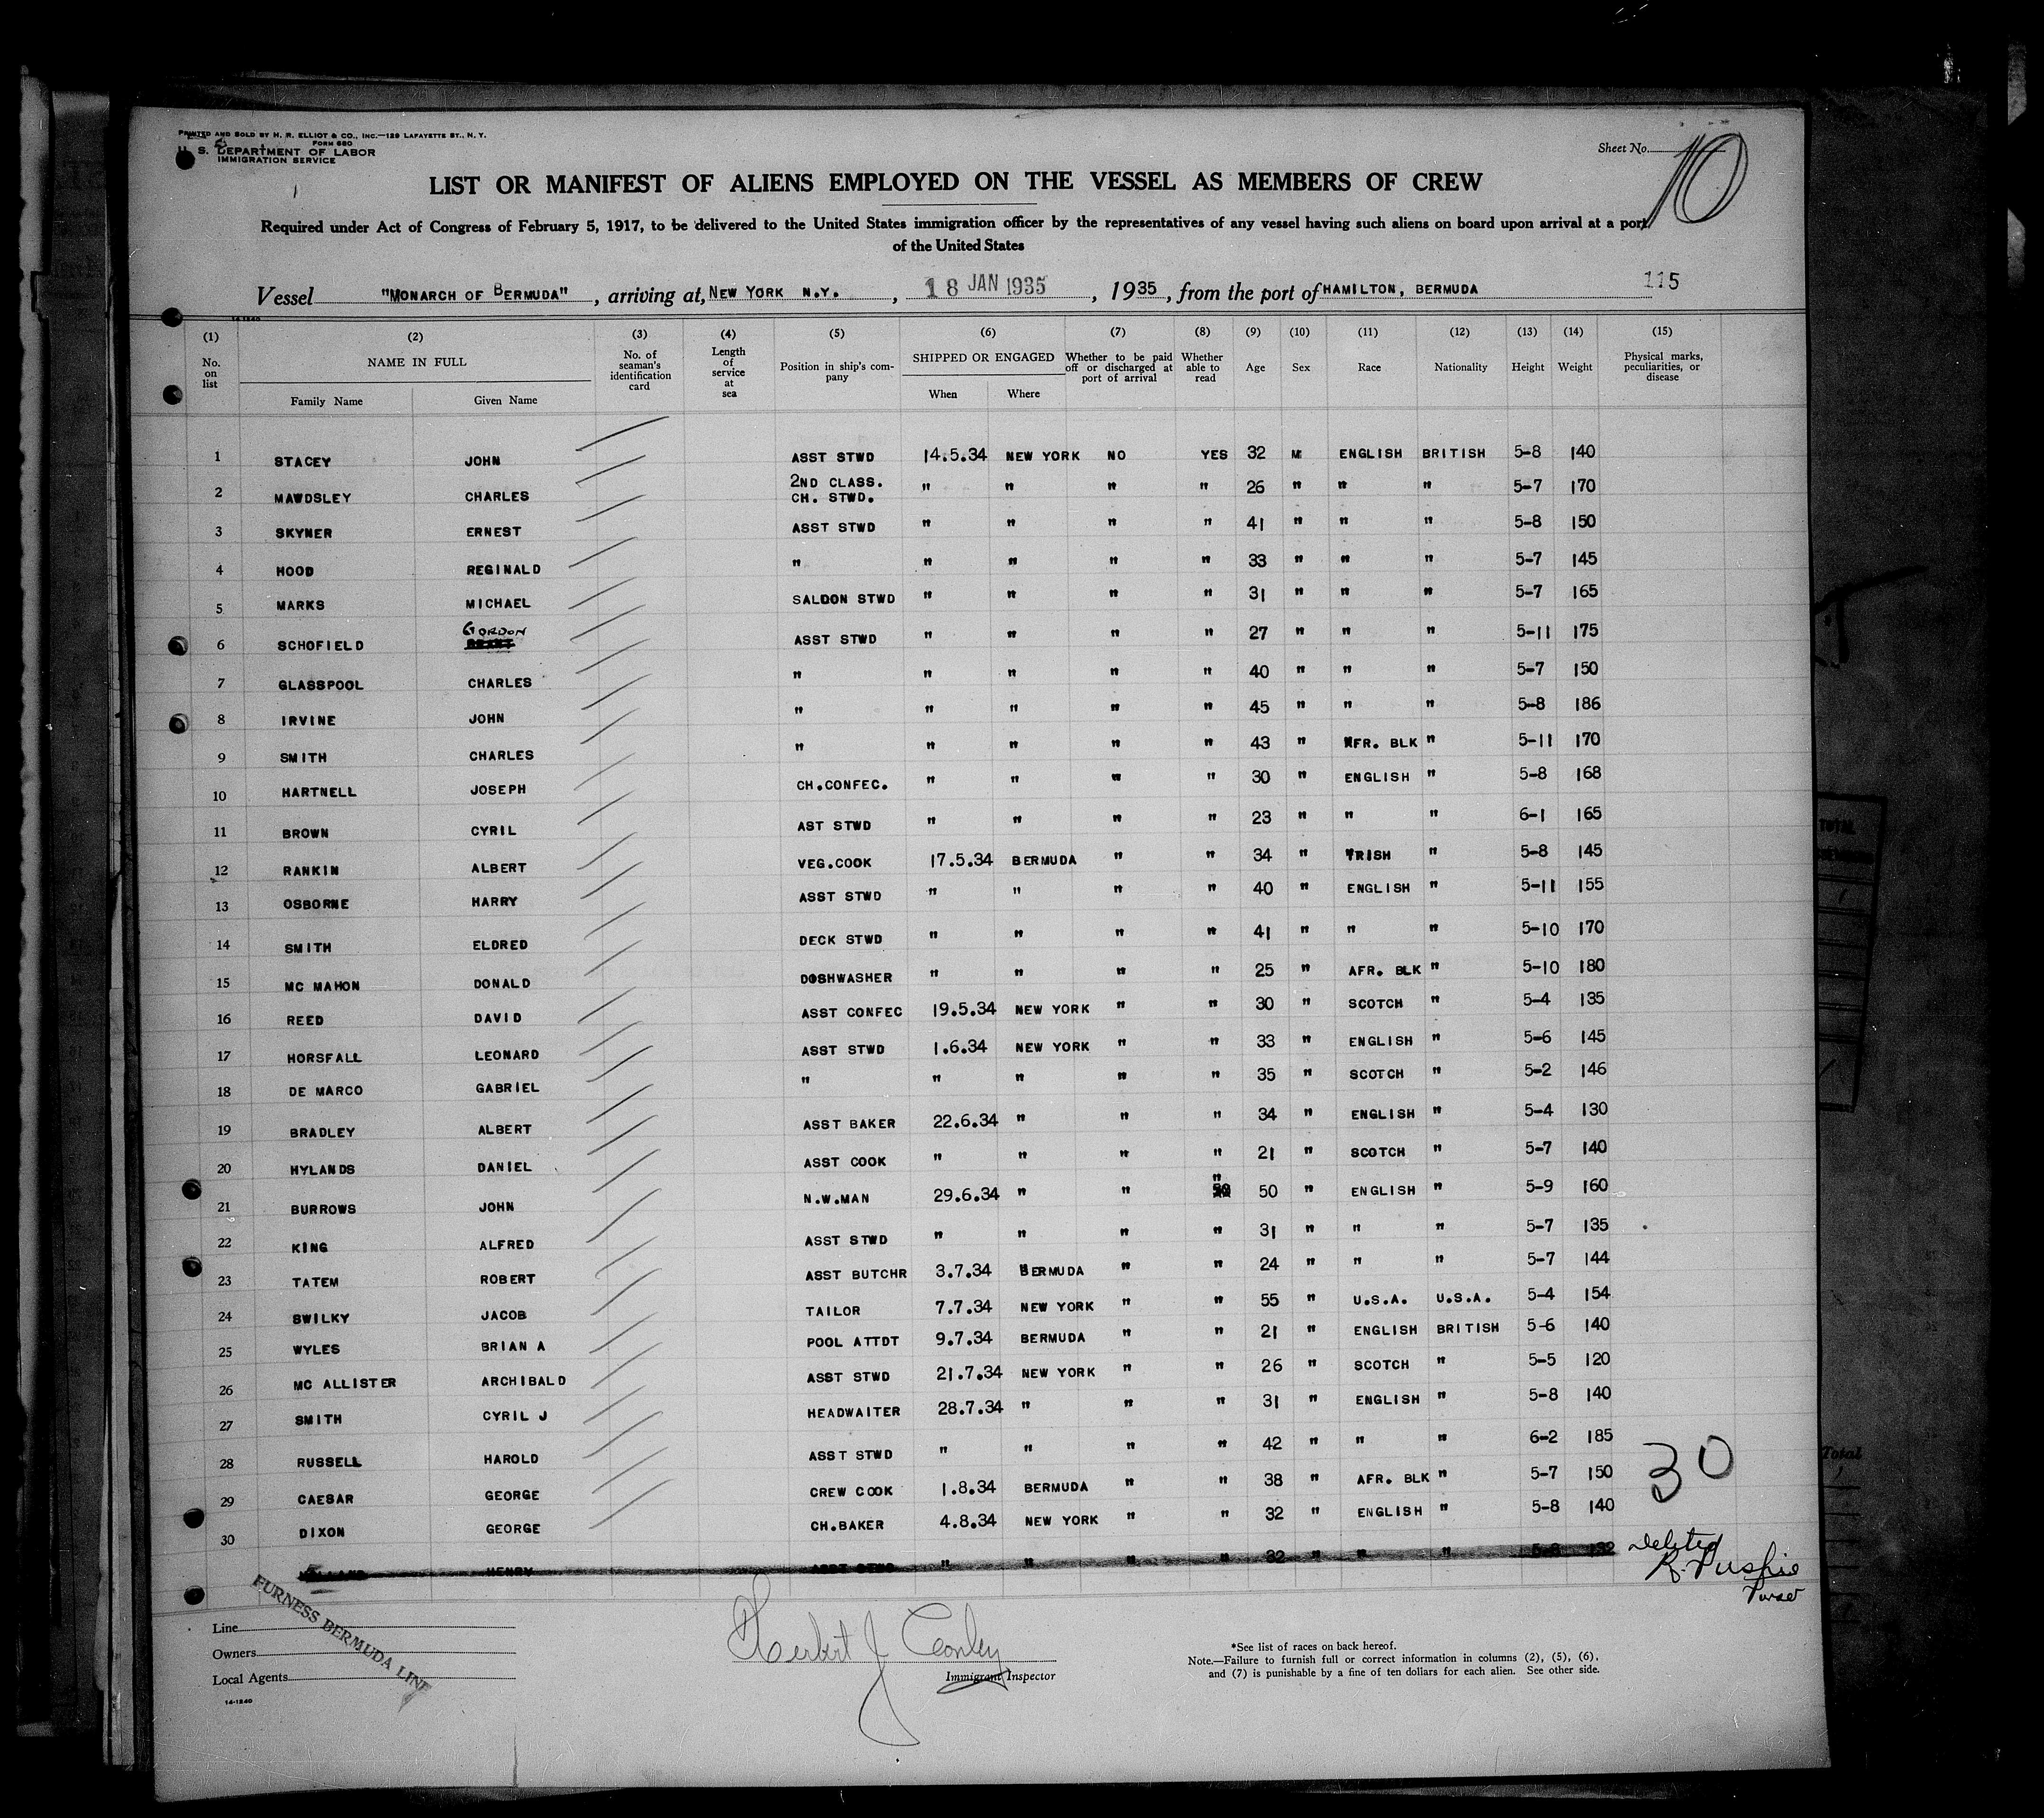 PRINTED AND SOLD BY H. R. ELLIOT & CO., INC.—129 LAFAYETTE ST., N. Y.
FORM 680
U. S. DEPARTMENT OF LABOR
IMMIGRATION SERVICE
Sheet No. 10
LIST OR MANIFEST OF ALIENS EMPLOYED ON THE VESSEL AS MEMBERS OF CREW
Required under Act of Congress of February 5, 1917, to be delivered to the United States immigration officer by the representatives of any vessel having such aliens on board upon arrival at a port
of the United States
Vessel "MONARCH OF BERMUDA", arriving at, NEW YORK N.Y., 18 JAN 1935, 1935, from the port of HAMILTON, BERMUDA 115
14-1240
(1) (2) (3) (4) (5) (6) (7) (8) (9) (10) (11) (12) (13) (14) (15)
No. on list NAME IN FULL Family Name Given Name No. of seaman's identification card Length of service at sea Position in ship's company SHIPPED OR ENGAGED When Where Whether to be paid off or discharged at port of arrival Whether able to read Age Sex Race Nationality Height Weight Physical marks, peculiarities, or disease
1 STACEY JOHN ASST STWD 14.5.34 NEW YORK NO YES 32 M ENGLISH BRITISH 5-8 140
2 MAWDSLEY CHARLES 2ND CLASS. CH. STWD. " " " " 26 " " " 5-7 170
3 SKYNER ERNEST ASST STWD " " " " 41 " " " 5-8 150
4 HOOD REGINALD " " " " " 33 " " " 5-7 145
5 MARKS MICHAEL SALOON STWD " " " " 31 " " " 5-7 165
6 SCHOFIELD GORDON ASST STWD " " " " 27 " " " 5-11 175
7 GLASSPOOL CHARLES " " " " " 40 " " " 5-7 150
8 IRVINE JOHN " " " " " 45 " " " 5-8 186
9 SMITH CHARLES " " " " " 43 " AFR. BLK " 5-11 170
10 HARTNELL JOSEPH CH.CONFEC. " " " " 30 " ENGLISH " 5-8 168
11 BROWN CYRIL AST STWD " " " " 23 " " " 6-1 165
12 RANKIN ALBERT VEG.COOK 17.5.34 BERMUDA " " 34 " IRISH " 5-8 145
13 OSBORNE HARRY ASST STWD " " " " 40 " ENGLISH " 5-11 155
14 SMITH ELDRED DECK STWD " " " " 41 " " " 5-10 170
15 MC MAHON DONALD DOSHWASHER " " " " 25 " AFR. BLK " 5-10 180
16 REED DAVID ASST CONFEC 19.5.34 NEW YORK " " 30 " SCOTCH " 5-4 135
17 HORSFALL LEONARD ASST STWD 1.6.34 NEW YORK " " 33 " ENGLISH " 5-6 145
18 DE MARCO GABRIEL " " " " " 35 " SCOTCH " 5-2 146
19 BRADLEY ALBERT ASST BAKER 22.6.34 " " " 34 " ENGLISH " 5-4 130
20 HYLANDS DANIEL ASST COOK " " " " 21 " SCOTCH " 5-7 140
21 BURROWS JOHN N.W.MAN 29.6.34 " " " 50 " ENGLISH " 5-9 160
22 KING ALFRED ASST STWD " " " " 31 " " " 5-7 135
23 TATEM ROBERT ASST BUTCHR 3.7.34 BERMUDA " " 24 " " " 5-7 144
24 SWILKY JACOB TAILOR 7.7.34 NEW YORK " " 55 " U.S.A. U.S.A. 5-4 154
25 WYLES BRIAN A POOL ATTDT 9.7.34 BERMUDA " " 21 " ENGLISH BRITISH 5-6 140
26 MC ALLISTER ARCHIBALD ASST STWD 21.7.34 NEW YORK " " 26 " SCOTCH " 5-5 120
27 SMITH CYRIL J HEADWAITER 28.7.34 " " " 31 " ENGLISH " 5-8 140
28 RUSSELL HAROLD ASST STWD " " " " 42 " " " 6-2 185
29 CAESAR GEORGE CREW COOK 1.8.34 BERMUDA " " 38 " AFR. BLK " 5-7 150
30 DIXON GEORGE CH.BAKER 4.8.34 NEW YORK " " 32 " ENGLISH " 5-8 140
30
HENRY ASST STWD " " " " 32 " " "
Deleted
Purser
FURNESS BERMUDA LINE
Line
Owners
Local Agents
14-1240
Herbert J Conley
Immigrant Inspector
*See list of races on back hereof.
Note.—Failure to furnish full or correct information in columns (2), (5), (6),
and (7) is punishable by a fine of ten dollars for each alien. See other side.
TOTAL
Total